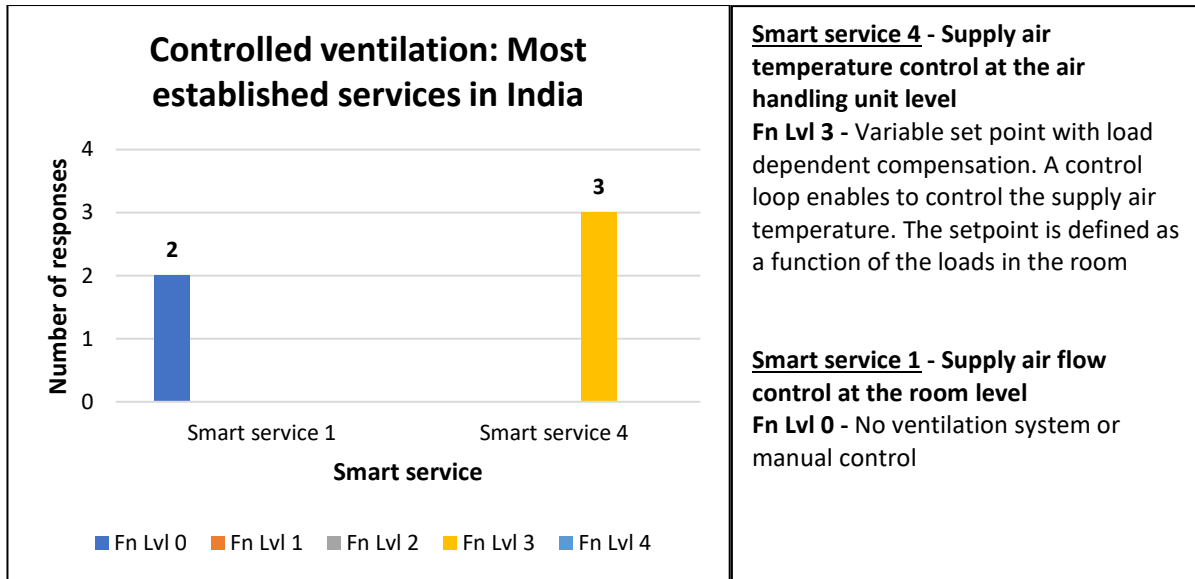 Controlled ventilation: Most
established services in India
Number of responses
4
3
2
1
0
2
3
Smart service 1
Smart service 4
Smart service
Fn Lvl 0
Fn Lvl 1
Fn Lvl 2
Fn Lvl 3
Fn Lvl 4
Smart service 4 - Supply air
temperature control at the air
handling unit level
Fn Lvl 3 - Variable set point with load
dependent compensation. A control
loop enables to control the supply air
temperature. The setpoint is defined as
a function of the loads in the room
Smart service 1 - Supply air flow
control at the room level
Fn Lvl 0 - No ventilation system or
manual control